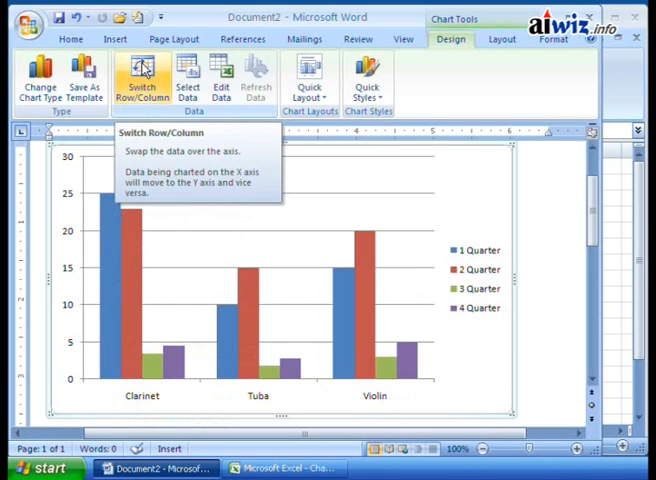 Document2 - Microsoft Word
Chart Tools
aiwiz.info
Home Insert Page Layout References Mailings Review View Design Layout Format
Change Chart Type
Save As Template
Switch Row/Column
Select Data
Edit Data
Refresh Data
Quick Layout
Quick Styles
Type Data Chart Layouts Chart Styles
Switch Row/Column
Swap the data over the axis.
Data being charted on the X axis
will move to the Y axis and vice
versa.
4 5 6
30
20
15
10
5
0
Clarinet Tuba Violin
1 Quarter
2 Quarter
3 Quarter
4 Quarter
Page: 1 of 1 Words: 0 Insert 100%
start Document2 - Microsof... Microsoft Excel - Cha...